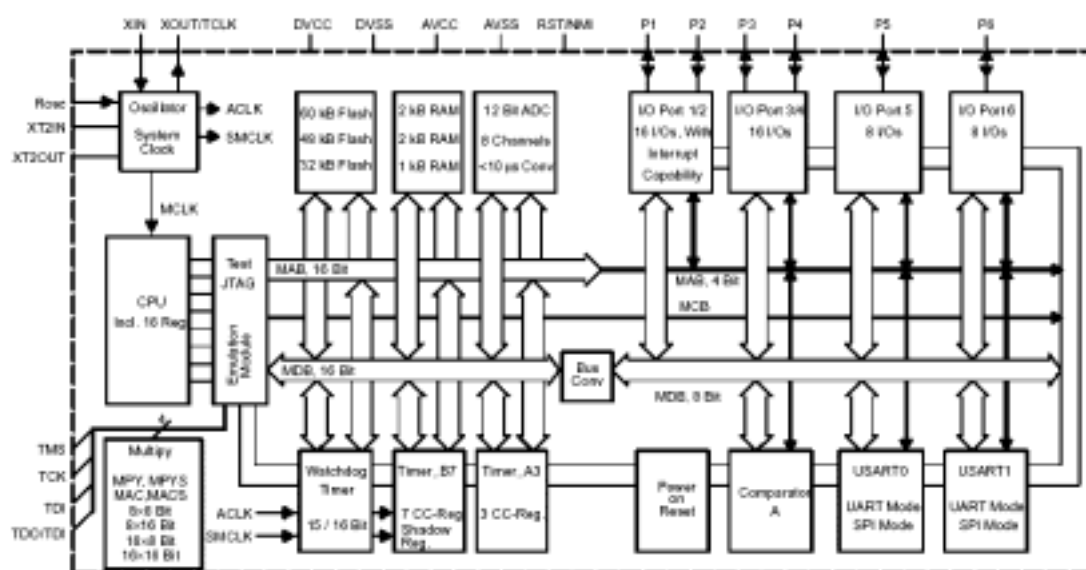 XIN XOUT/TCLK DVCC DVSS AVCC AVSS RST/NMI P1 P2 P3 P4 P5 P6
Rosc
XT2IN
XT2OUT
Oscillator
System
Clock
ACLK
SMCLK
60 kB Flash
48 kB Flash
32 kB Flash
2 kB RAM
2 kB RAM
1 kB RAM
12 Bit ADC
8 Channels
<10 µs Conv
I/O Port 1/2
16 I/Os, With
Interrupt
Capability
I/O Port 3/4
16 I/Os
I/O Port 5
8 I/Os
I/O Port 6
8 I/Os
MCLK
CPU
Incl. 16 Reg
Test
JTAG
Emulation
Module
MAB, 16 Bit
MAB, 4 Bit
MCB
MDB, 16 Bit
Bus
Conv
MDB, 8 Bit
TMS
TCK
TDI
TDO/TDI
4
Multipy
MPY, MPYS
MAC,MACS
8×8 Bit
8×16 Bit
16×8 Bit
16×16 Bit
ACLK
SMCLK
Watchdog
Timer
15 / 16 Bit
Timer_B7
7 CC-Reg
Shadow
Reg.
Timer_A3
3 CC-Reg.
Power
on
Reset
Comparator
A
USART0
UART Mode
SPI Mode
USART1
UART Mode
SPI Mode